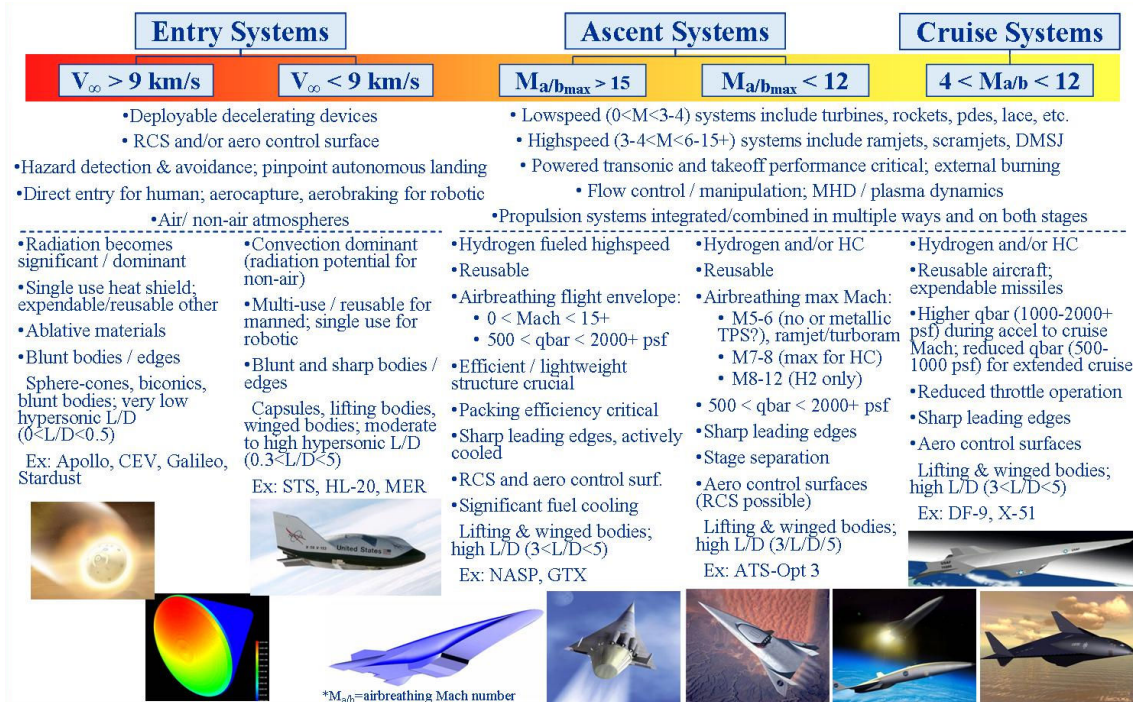 Entry Systems
Ascent Systems
Cruise Systems
V∞ > 9 km/s
V∞ < 9 km/s
Ma/bmax > 15
Ma/bmax < 12
4 < Ma/b < 12
•Deployable decelerating devices
• RCS and/or aero control surface
•Hazard detection & avoidance; pinpoint autonomous landing
•Direct entry for human; aerocapture, aerobraking for robotic
•Air/ non-air atmospheres
• Lowspeed (0<M<3-4) systems include turbines, rockets, pdes, lace, etc.
• Highspeed (3-4<M<6-15+) systems include ramjets, scramjets, DMSJ
• Powered transonic and takeoff performance critical; external burning
• Flow control / manipulation; MHD / plasma dynamics
•Propulsion systems integrated/combined in multiple ways and on both stages
•Radiation becomes
significant / dominant
•Single use heat shield;
expendable/reusable other
•Ablative materials
•Blunt bodies / edges
Sphere-cones, biconics,
blunt bodies; very low
hypersonic L/D
(0<L/D<0.5)
Ex: Apollo, CEV, Galileo,
Stardust
•Convection dominant
(radiation potential for
non-air)
•Multi-use / reusable for
manned; single use for
robotic
•Blunt and sharp bodies /
edges
Capsules, lifting bodies,
winged bodies; moderate
to high hypersonic L/D
(0.3<L/D<5)
Ex: STS, HL-20, MER
•Hydrogen fueled highspeed
•Reusable
•Airbreathing flight envelope:
• 0 < Mach < 15+
• 500 < qbar < 2000+ psf
•Efficient / lightweight
structure crucial
•Packing efficiency critical
•Sharp leading edges, actively
cooled
•RCS and aero control surf.
•Significant fuel cooling
Lifting & winged bodies;
high L/D (3<L/D<5)
Ex: NASP, GTX
•Hydrogen and/or HC
•Reusable
•Airbreathing max Mach:
• M5-6 (no or metallic
TPS?), ramjet/turboram
• M7-8 (max for HC)
• M8-12 (H2 only)
• 500 < qbar < 2000+ psf
•Sharp leading edges
•Stage separation
•Aero control surfaces
(RCS possible)
Lifting & winged bodies;
high L/D (3/L/D/5)
Ex: ATS-Opt 3
•Hydrogen and/or HC
•Reusable aircraft;
expendable missiles
•Higher qbar (1000-2000+
psf) during accel to cruise
Mach; reduced qbar (500-
1000 psf) for extended cruise
•Reduced throttle operation
•Sharp leading edges
•Aero control surfaces
Lifting & winged bodies;
high L/D (3<L/D<5)
Ex: DF-9, X-51
United States
*Ma/b=airbreathing Mach number